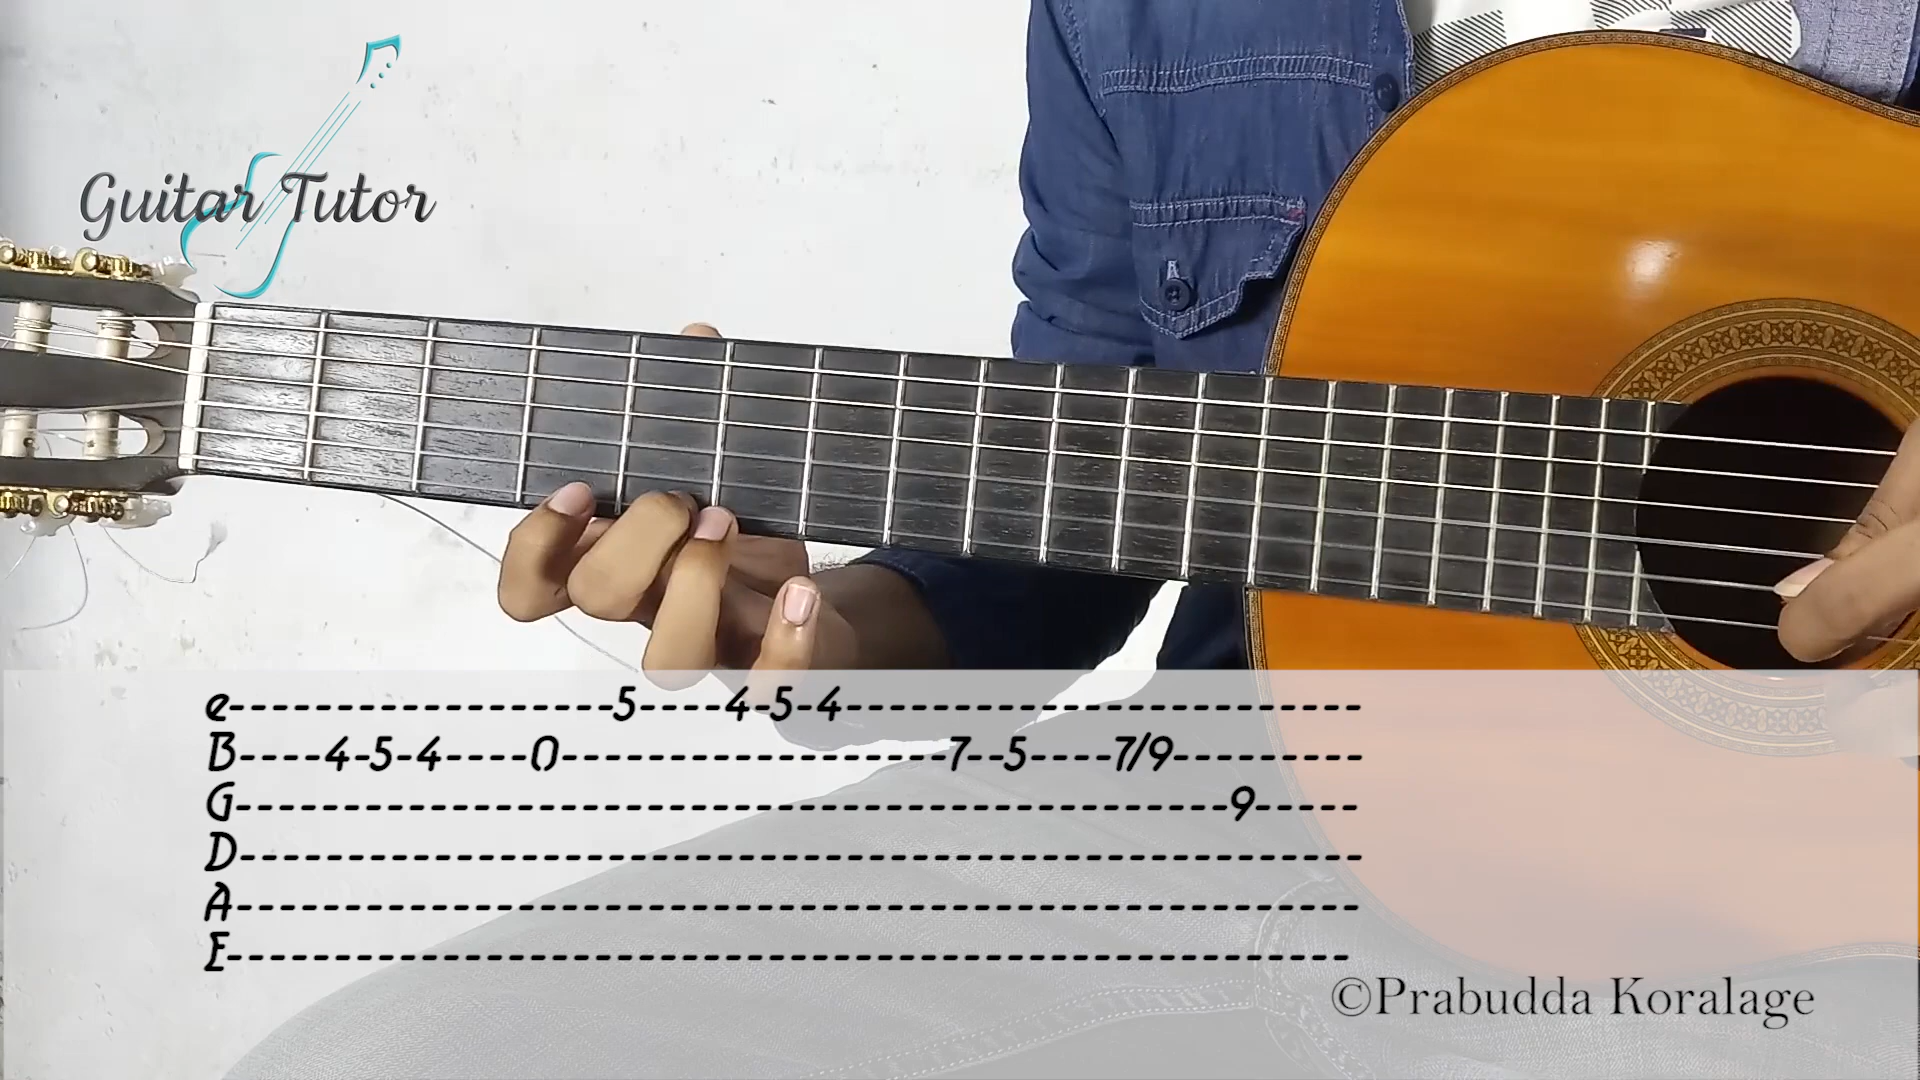 Guitar Tutor
e------------------5----4-5-4------------------------
B----4-5-4----0------------------7--5----7/9---------
G----------------------------------------------9-----
D----------------------------------------------------
A----------------------------------------------------
E----------------------------------------------------
©Prabudda Koralage